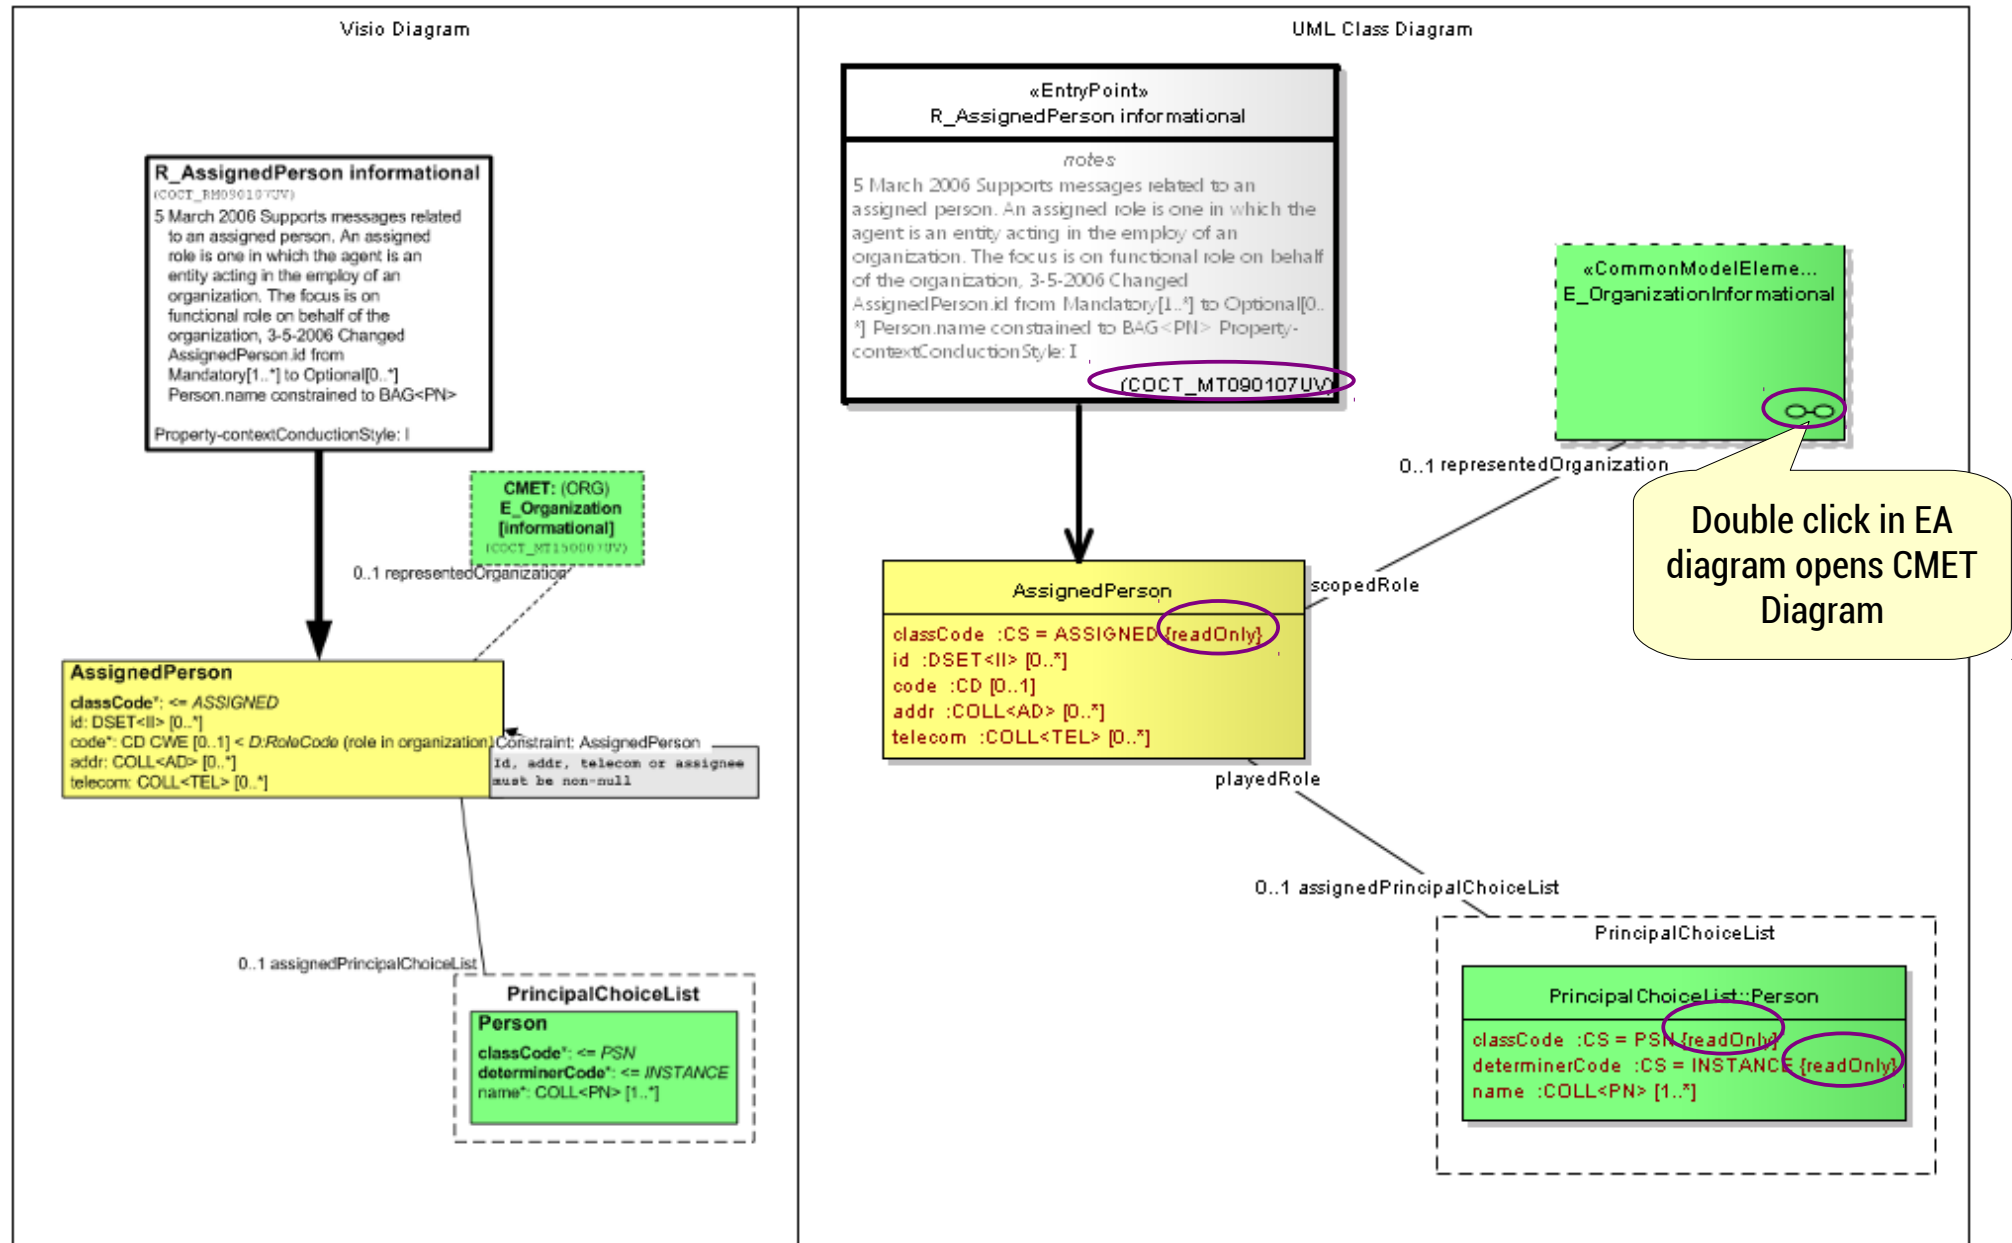 Visio Diagram
R_AssignedPerson informational
(COCT_RM090107UV)
5 March 2006 Supports messages related
to an assigned person. An assigned
role is one in which the agent is an
entity acting in the employ of an
organization. The focus is on
functional role on behalf of the
organization, 3-5-2006 Changed
AssignedPerson.id from
Mandatory[1..*] to Optional[0..*]
Person.name constrained to BAG<PN>
Property-contextConductionStyle: I
CMET: (ORG)
E_Organization
[informational]
(COCT_MT150007UV)
0..1 representedOrganization
AssignedPerson
classCode*: <= ASSIGNED
id: DSET<II> [0..*]
code*: CD CWE [0..1] < D:RoleCode (role in organization)
addr: COLL<AD> [0..*]
telecom: COLL<TEL> [0..*]
Constraint: AssignedPerson
Id, addr, telecom or assignee
must be non-null
0..1 assignedPrincipalChoiceList
PrincipalChoiceList
Person
classCode*: <= PSN
determinerCode*: <= INSTANCE
name*: COLL<PN> [1..*]
UML Class Diagram
«EntryPoint»
R_AssignedPerson informational
notes
5 March 2006 Supports messages related to an
assigned person. An assigned role is one in which the
agent is an entity acting in the employ of an
organization. The focus is on functional role on behalf
of the organization, 3-5-2006 Changed
AssignedPerson.id from Mandatory[1..*] to Optional[0..
*] Person.name constrained to BAG<PN> Property-
contextConductionStyle: I
(COCT_MT090107UV)
«CommonModelEleme...
E_OrganizationInformational
0..1 representedOrganization
Double click in EA
diagram opens CMET
Diagram
scopedRole
AssignedPerson
classCode :CS = ASSIGNED {readOnly}
id :DSET<II> [0..*]
code :CD [0..1]
addr :COLL<AD> [0..*]
telecom :COLL<TEL> [0..*]
playedRole
0..1 assignedPrincipalChoiceList
PrincipalChoiceList
PrincipalChoiceList::Person
classCode :CS = PSN {readOnly}
determinerCode :CS = INSTANCE {readOnly}
name :COLL<PN> [1..*]